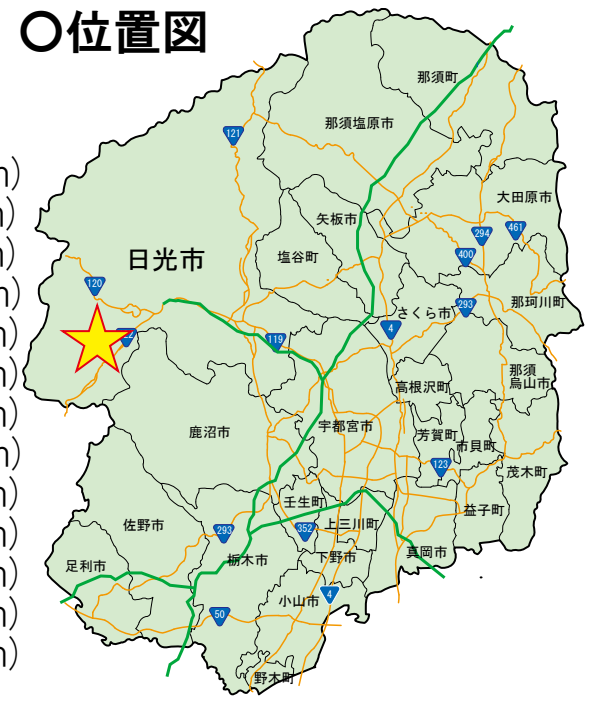 〇位置図
那須町
那須塩原市
121
大田原市
矢板市
294
461
塩谷町
400
日光市
120
那珂川町
293
さくら市
4
119
那須
烏山市
高根沢町
鹿沼市
宇都宮市
芳賀町
市貝町
123
茂木町
壬生町
益子町
佐野市
上三川町
293
352
真岡市
下野市
栃木市
足利市
小山市
4
50
野木町
m)
m)
m)
m)
m)
m)
m)
m)
m)
m)
m)
m)
m)